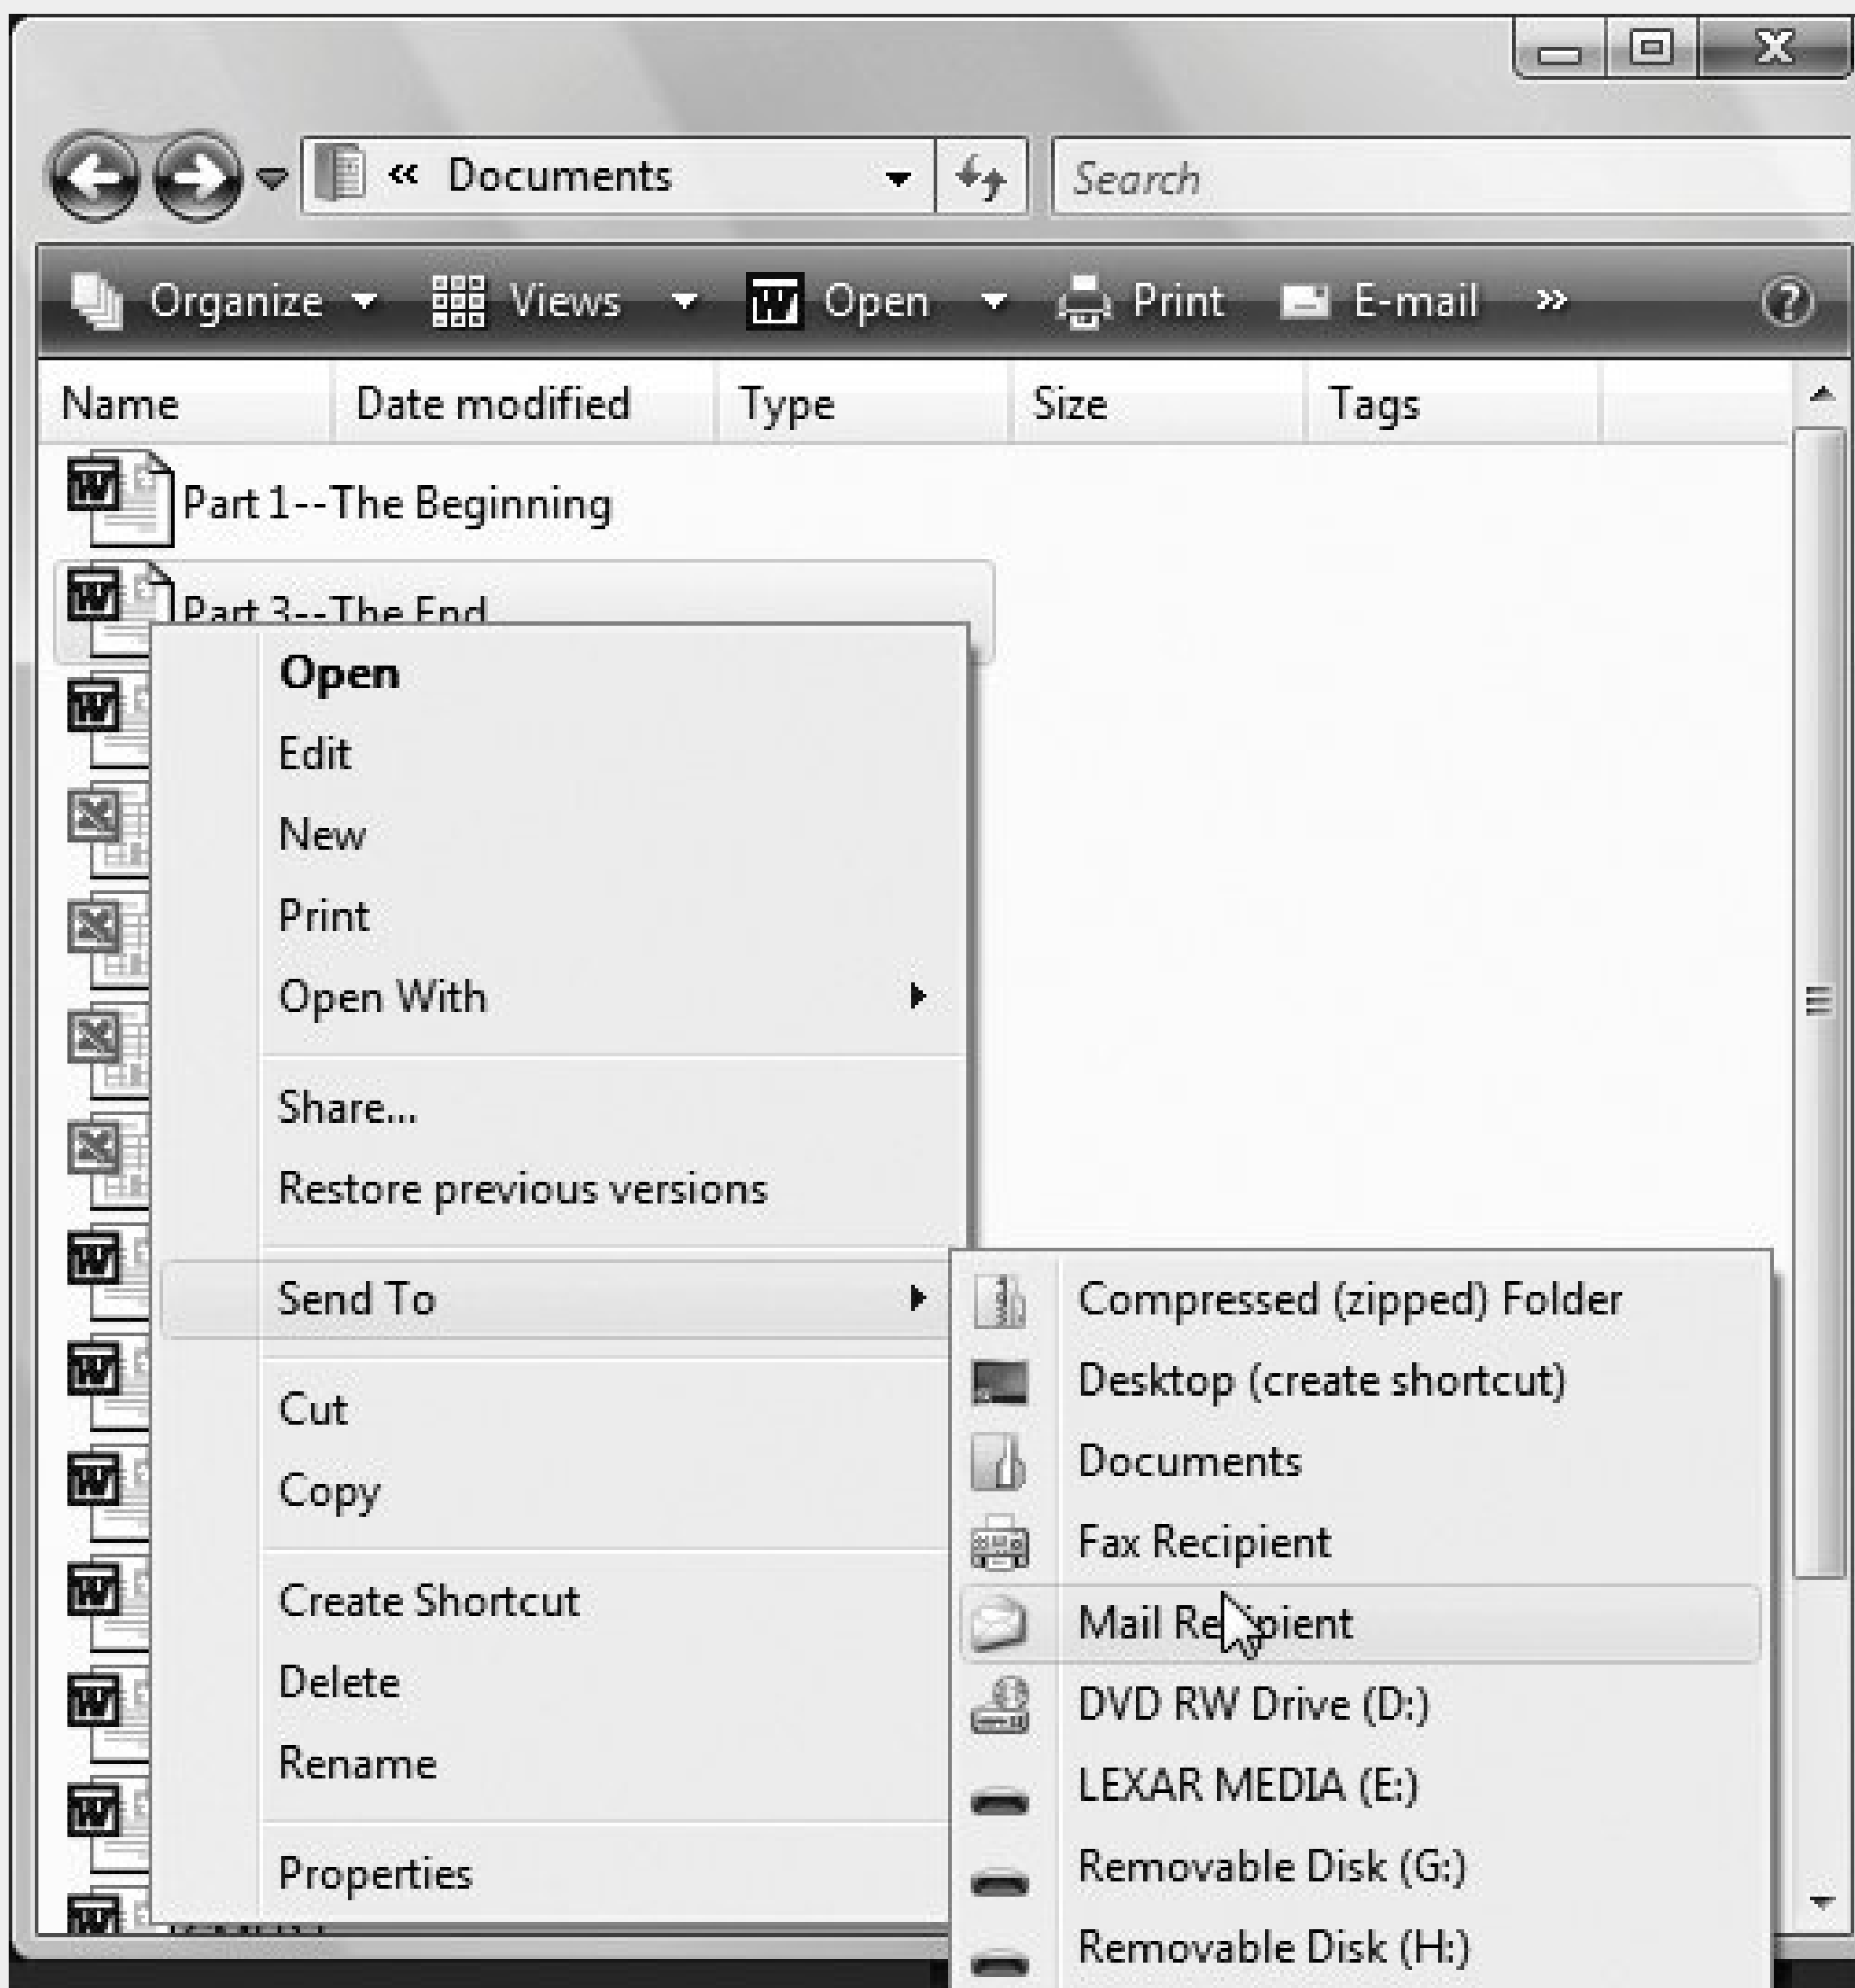 « Documents
Search
Organize Views Open Print E-mail »
Name Date modified Type Size Tags
Part 1--The Beginning
Part 3--The End
Open
Edit
New
Print
Open With
Share...
Restore previous versions
Send To
Cut
Copy
Create Shortcut
Delete
Rename
Properties
Compressed (zipped) Folder
Desktop (create shortcut)
Documents
Fax Recipient
Mail Recipient
DVD RW Drive (D:)
LEXAR MEDIA (E:)
Removable Disk (G:)
Removable Disk (H:)